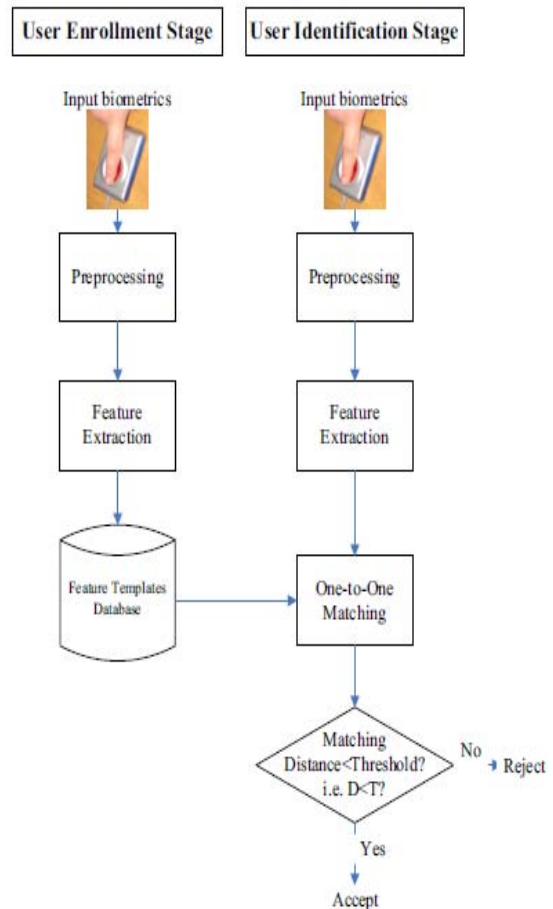 User Enrollment Stage
User Identification Stage
Input biometrics
Input biometrics
Preprocessing
Preprocessing
Feature
Extraction
Feature
Extraction
Feature Templates
Database
One-to-One
Matching
Matching
Distance<Threshold?
i.e. D<T?
No
Reject
Yes
Accept